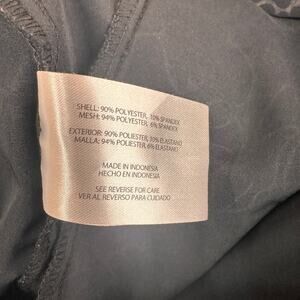 SHELL: 90% POLYESTER, 10% SPANDEX
MESH: 94% POLYESTER, 6% SPANDEX
EXTERIOR: 90% POLIESTER, 10% ELASTANO
MALLA: 94% POLIESTER, 6% ELASTANO
MADE IN INDONESIA
HECHO EN INDONESIA
SEE REVERSE FOR CARE
VER AL REVERSO PARA CUIDADO